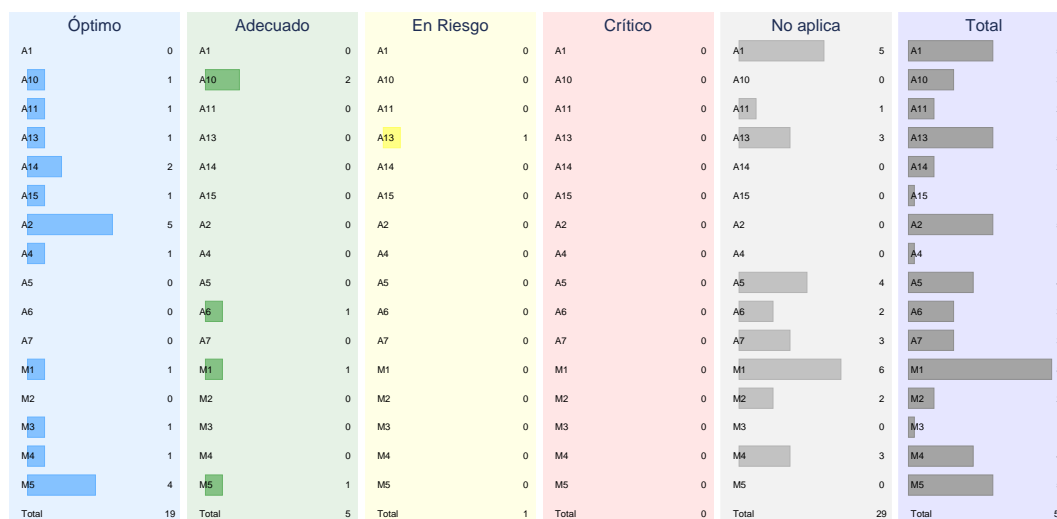 Óptimo Adecuado En Riesgo Crítico No aplica Total
A1 0 A1 0 A1 0 A1 0 A1 5 A1
A10 1 A10 2 A10 0 A10 0 A10 0 A10
A11 1 A11 0 A11 0 A11 0 A11 1 A11
A13 1 A13 0 A13 1 A13 0 A13 3 A13
A14 2 A14 0 A14 0 A14 0 A14 0 A14
A15 1 A15 0 A15 0 A15 0 A15 0 A15
A2 5 A2 0 A2 0 A2 0 A2 0 A2
A4 1 A4 0 A4 0 A4 0 A4 0 A4
A5 0 A5 0 A5 0 A5 0 A5 4 A5
A6 0 A6 1 A6 0 A6 0 A6 2 A6
A7 0 A7 0 A7 0 A7 0 A7 3 A7
M1 1 M1 1 M1 0 M1 0 M1 6 M1
M2 0 M2 0 M2 0 M2 0 M2 2 M2
M3 1 M3 0 M3 0 M3 0 M3 0 M3
M4 1 M4 0 M4 0 M4 0 M4 3 M4
M5 4 M5 1 M5 0 M5 0 M5 0 M5
Total 19 Total 5 Total 1 Total 0 Total 29 Total